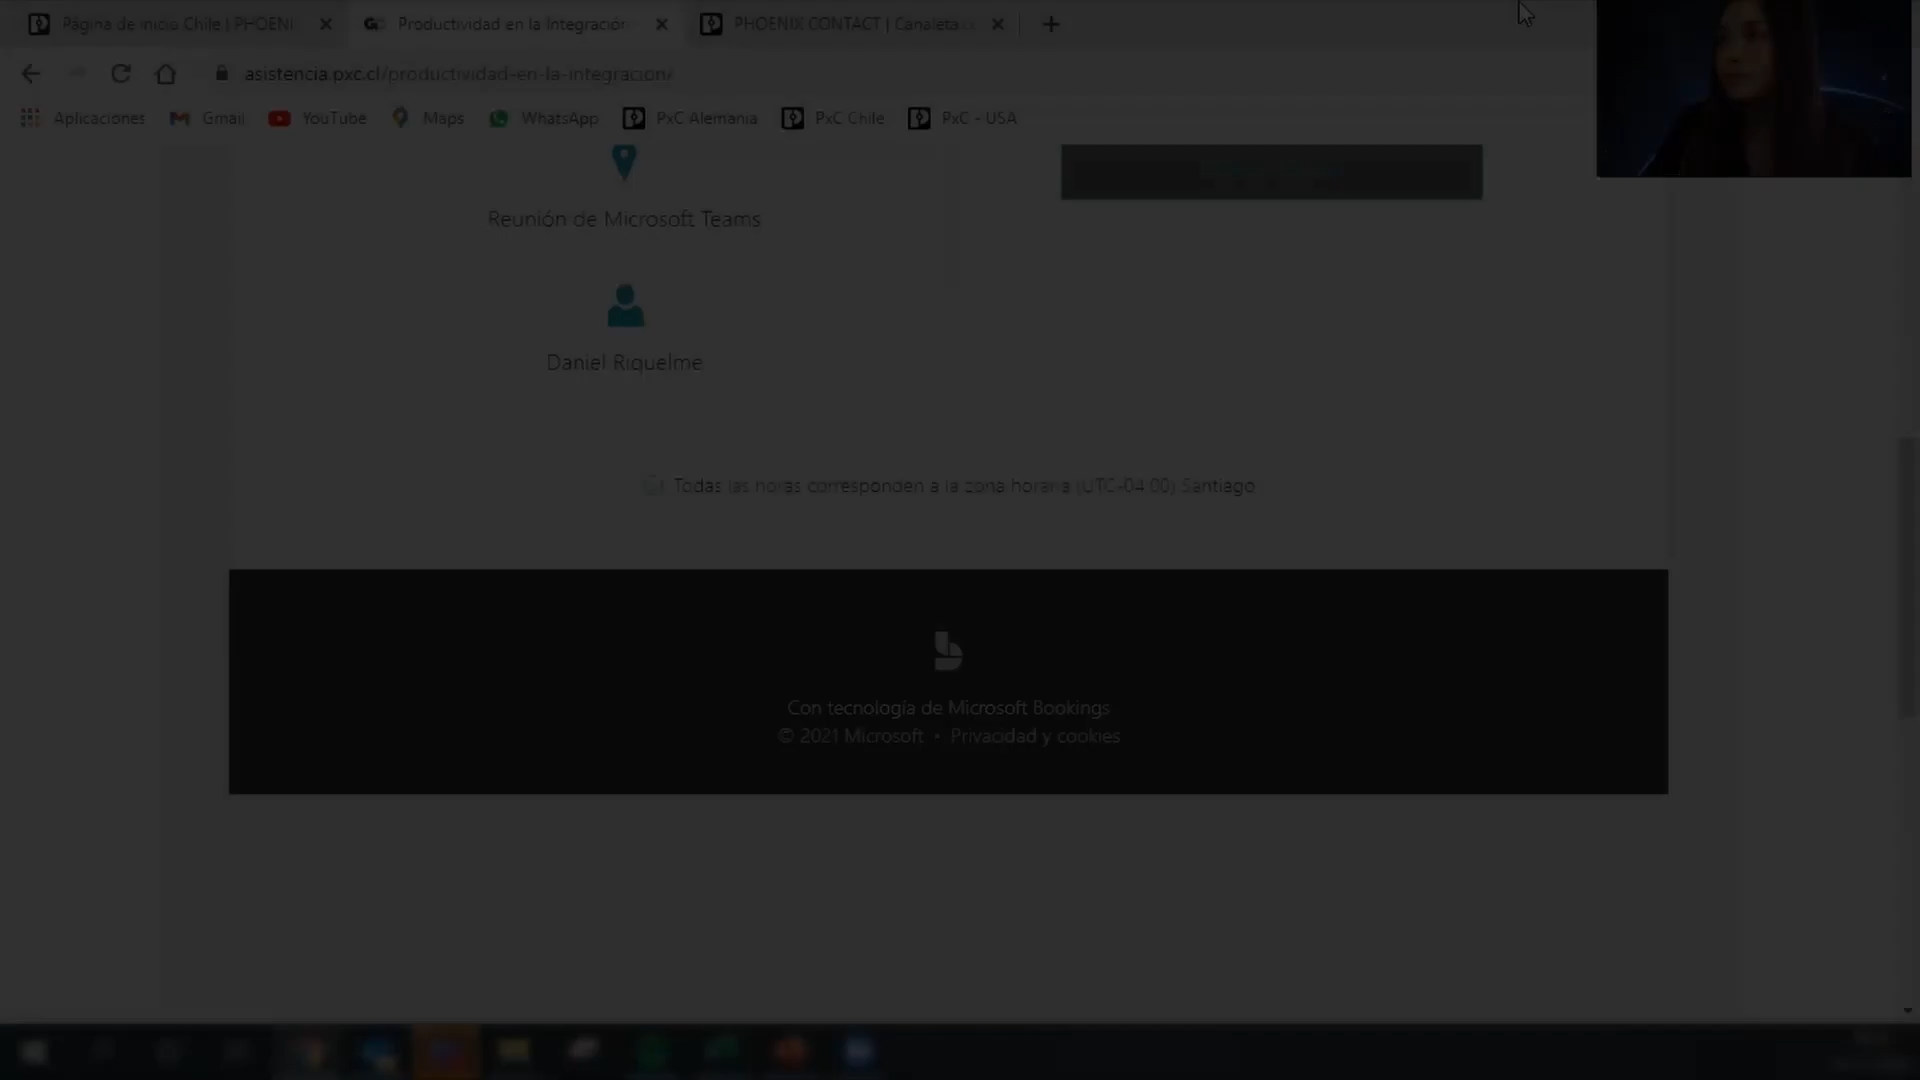 Página de inicio Chile | PHOENI
Productividad en la Integración
PHOENIX CONTACT | Canaleta
asistencia.pxc.cl/productividad-en-la-integracion/
Aplicaciones
Gmail
YouTube
Maps
WhatsApp
PxC Alemania
PxC Chile
PxC - USA
Reunión de Microsoft Teams
Daniel Riquelme
Todas las horas corresponden a la zona horaria (UTC-04:00) Santiago
Con tecnología de Microsoft Bookings
© 2021 Microsoft • Privacidad y cookies